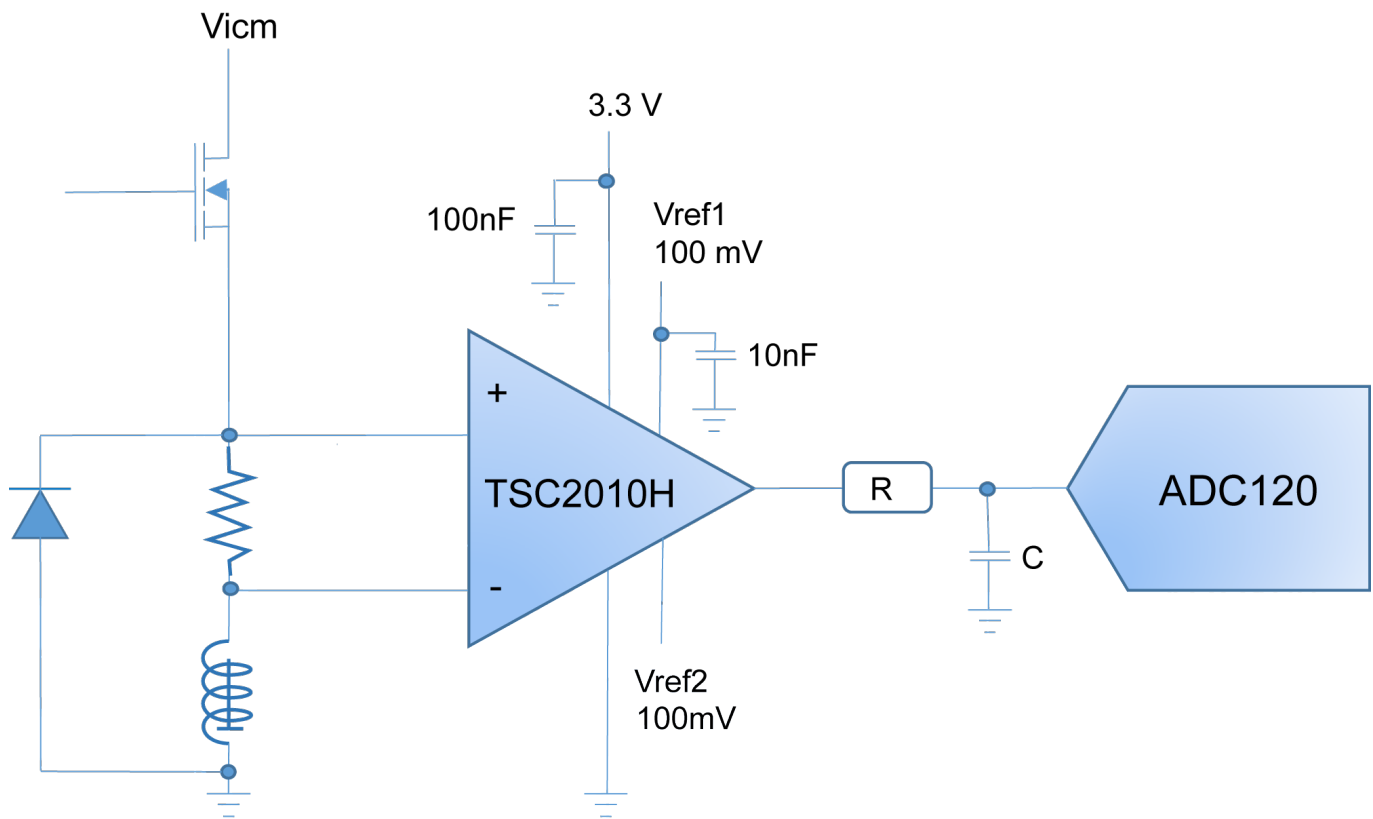 Vicm
3.3 V
100nF
Vref1
100 mV
10nF
+
TSC2010H
-
R
C
ADC120
Vref2
100mV